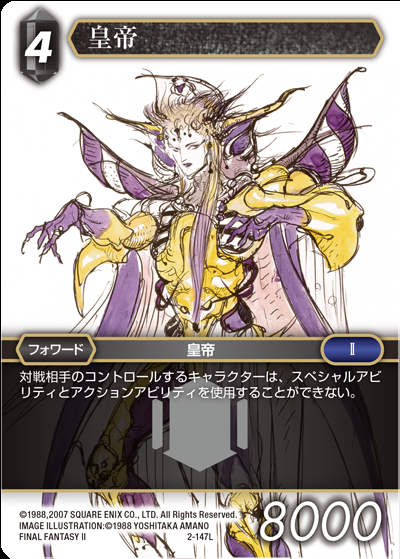 4
皇帝
フォワード
皇帝
II
対戦相手のコントロールするキャラクターは、スペシャルアビ
リティとアクションアビリティを使用することができない。
©1988,2007 SQUARE ENIX CO., LTD. All Rights Reserved.
IMAGE ILLUSTRATION:©1988 YOSHITAKA AMANO
FINAL FANTASY II 2-147L
8000